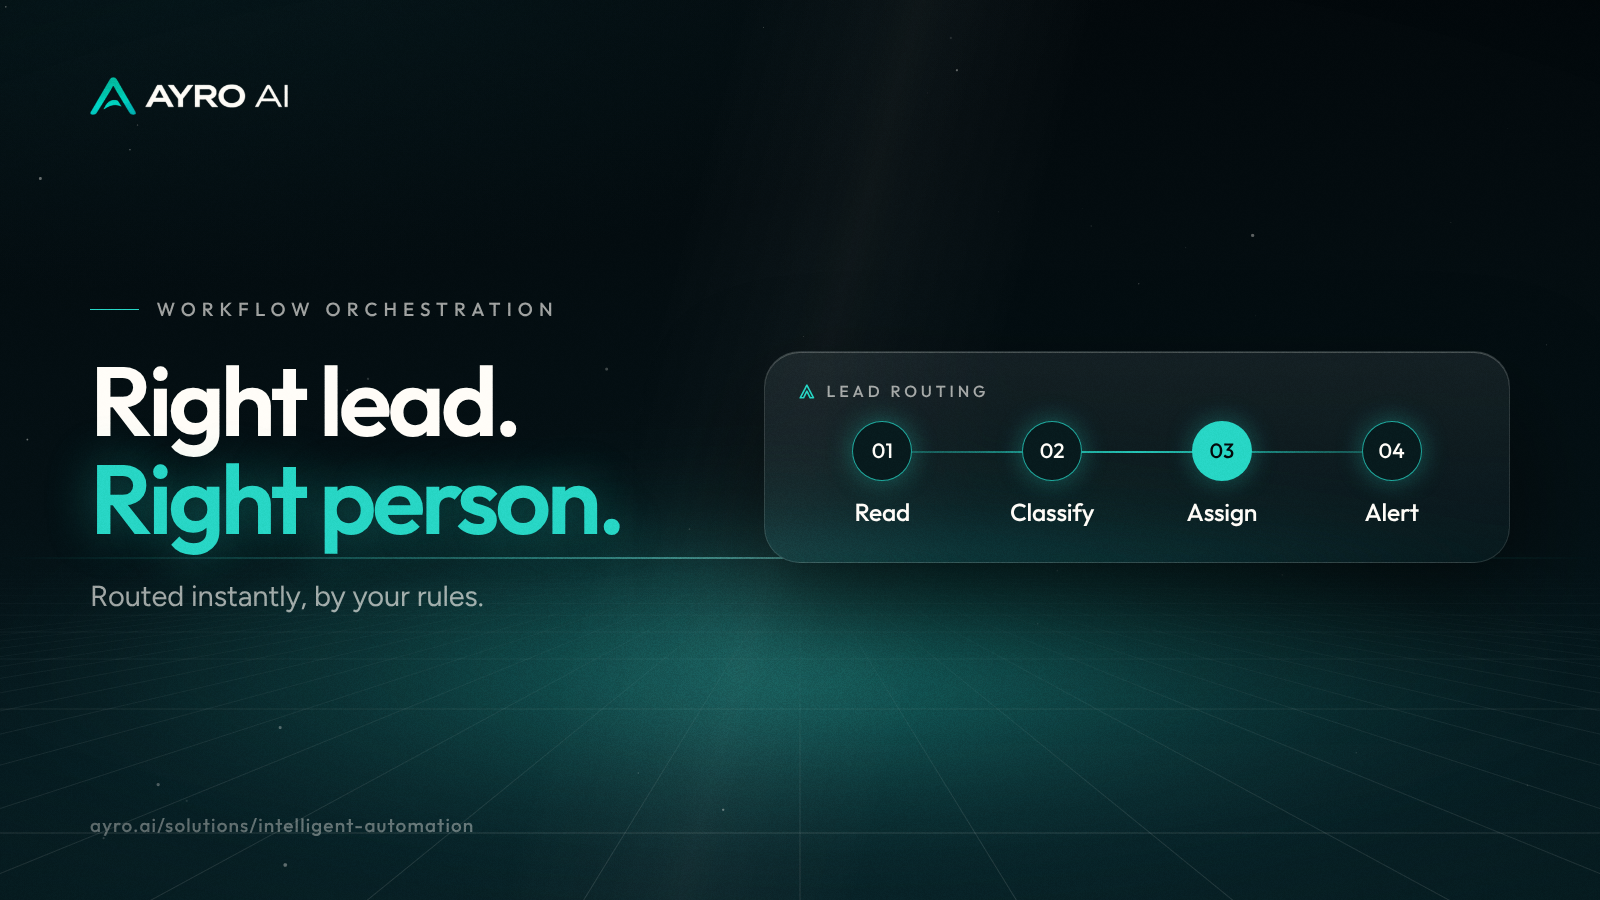 AYRO AI
WORKFLOW ORCHESTRATION
Right lead.
Right person.
Routed instantly, by your rules.
LEAD ROUTING
01 02 03 04
Read Classify Assign Alert
ayro.ai/solutions/intelligent-automation